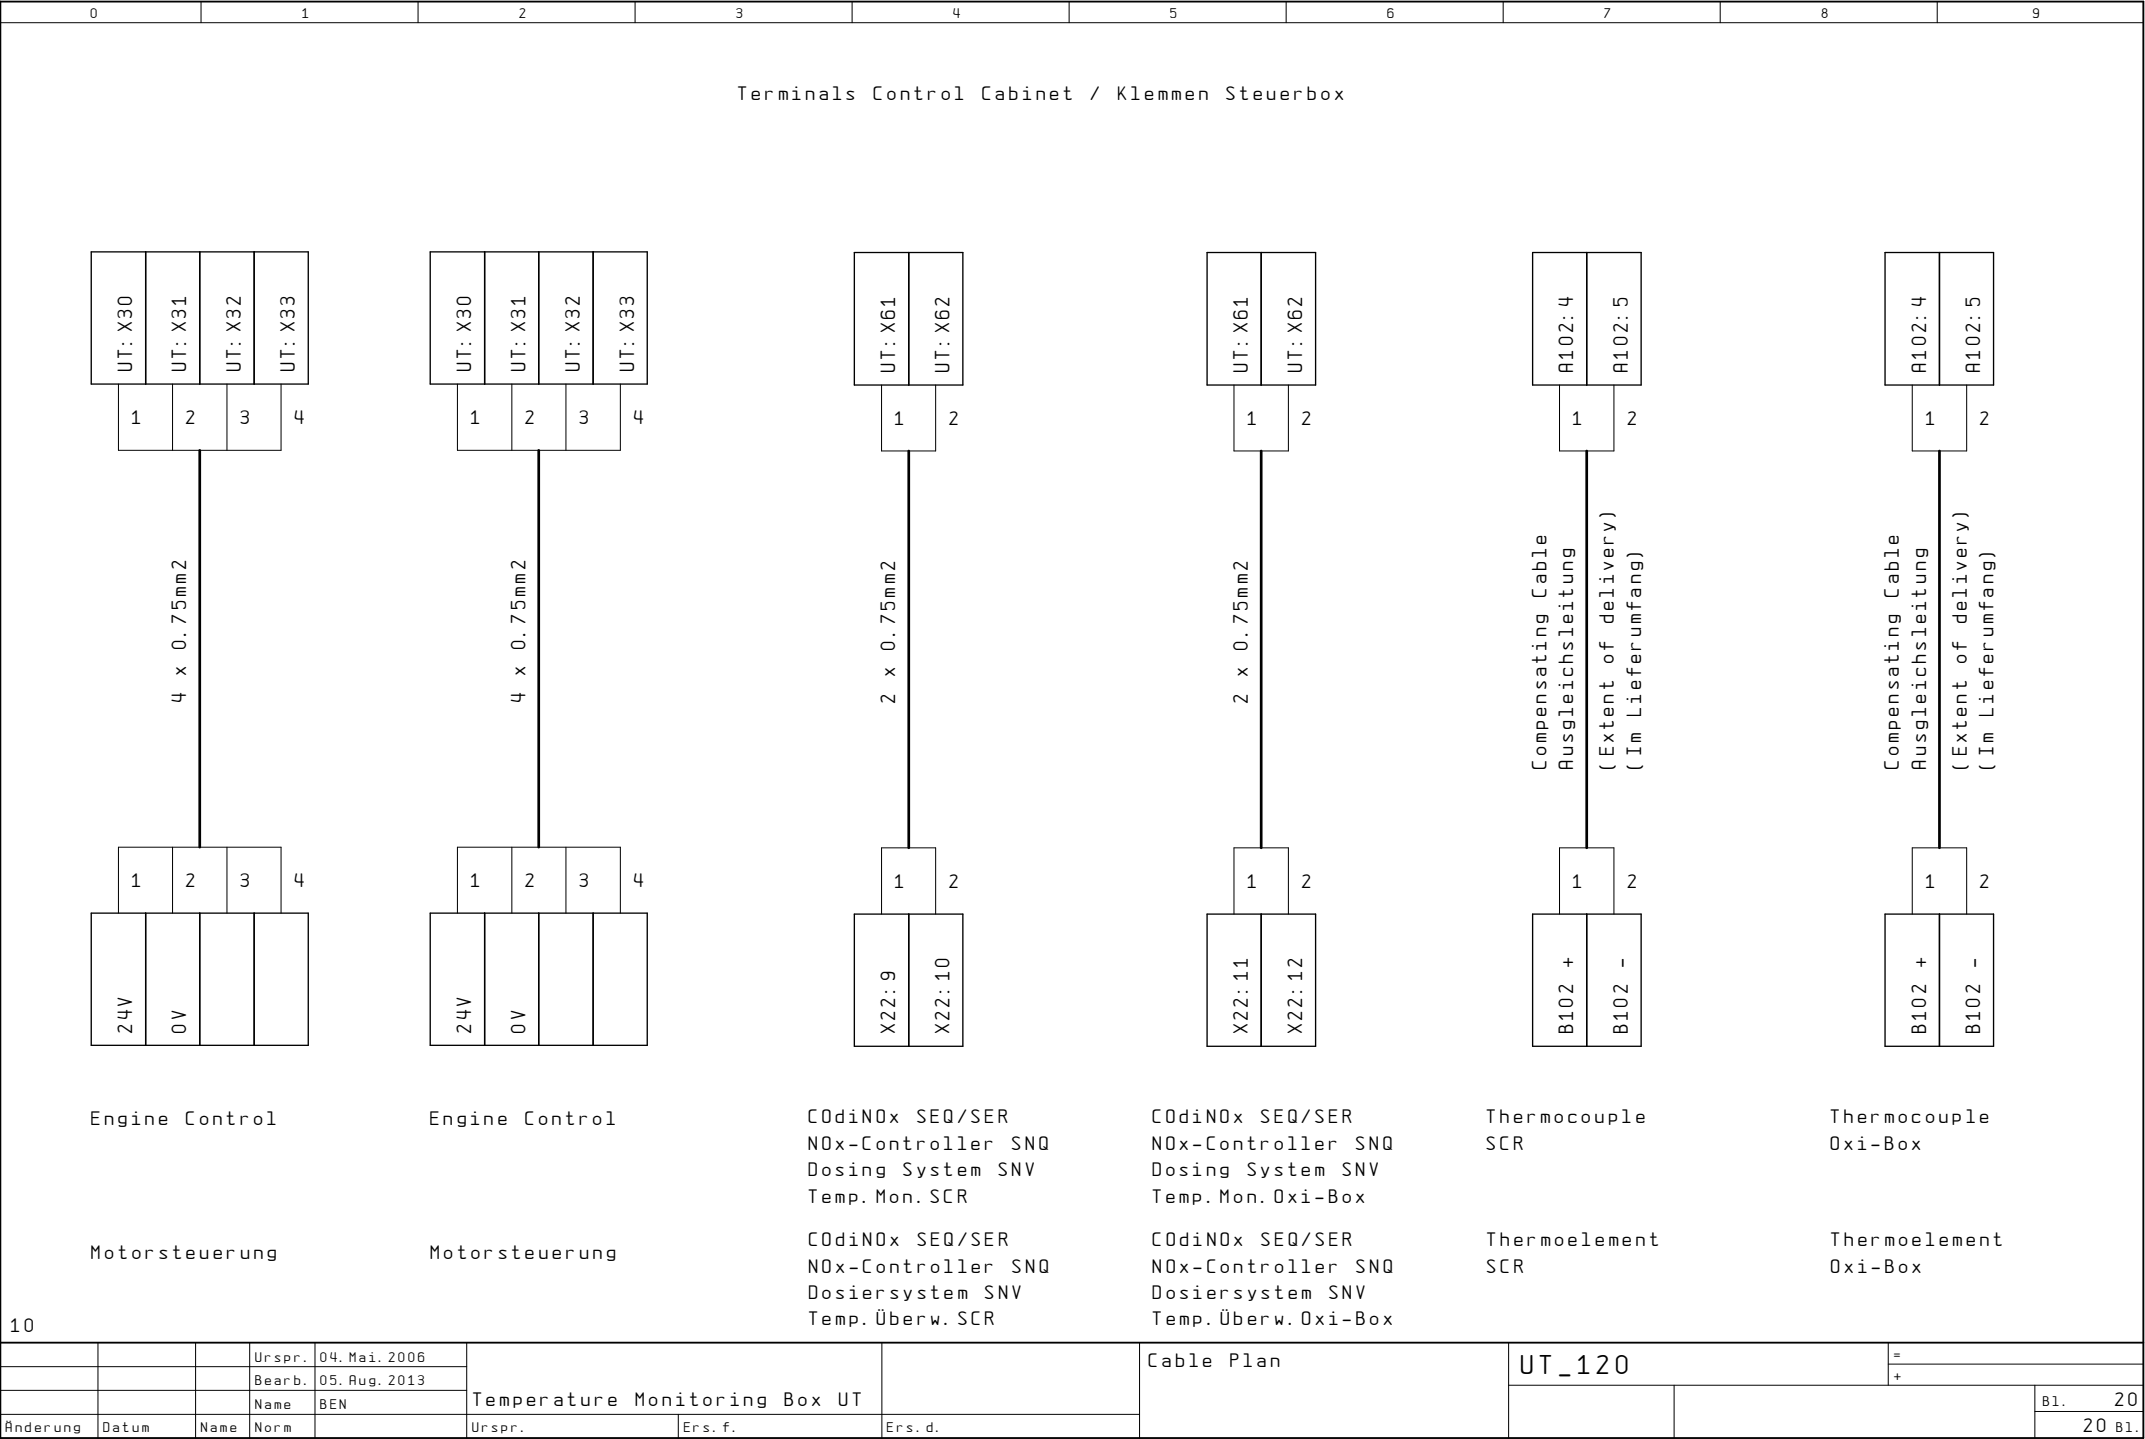 0 1 2 3 4 5 6 7 8 9
Terminals Control Cabinet / Klemmen Steuerbox
UT:X30 UT:X31 UT:X32 UT:X33
UT:X30 UT:X31 UT:X32 UT:X33
UT:X61 UT:X62
UT:X61 UT:X62
A102:4 A102:5
A102:4 A102:5
1 2 3 4
1 2 3 4
1 2
1 2
1 2
1 2
4 x 0.75mm2
4 x 0.75mm2
2 x 0.75mm2
2 x 0.75mm2
Compensating Cable
Ausgleichsleitung
(Extent of delivery)
(Im Lieferumfang)
Compensating Cable
Ausgleichsleitung
(Extent of delivery)
(Im Lieferumfang)
1 2 3 4
1 2 3 4
1 2
1 2
1 2
1 2
24V 0V
24V 0V
X22:9 X22:10
X22:11 X22:12
B102 + B102 -
B102 + B102 -
Engine Control
Motorsteuerung
Engine Control
Motorsteuerung
COdiNOx SEQ/SER
NOx-Controller SNQ
Dosing System SNV
Temp.Mon.SCR
COdiNOx SEQ/SER
NOx-Controller SNQ
Dosiersystem SNV
Temp.Überw.SCR
COdiNOx SEQ/SER
NOx-Controller SNQ
Dosing System SNV
Temp.Mon.Oxi-Box
COdiNOx SEQ/SER
NOx-Controller SNQ
Dosiersystem SNV
Temp.Überw.Oxi-Box
Thermocouple
SCR
Thermoelement
SCR
Thermocouple
Oxi-Box
Thermoelement
Oxi-Box
10
Urspr. 04.Mai.2006
Bearb. 05.Aug.2013
Name BEN
Änderung Datum Name Norm
Temperature Monitoring Box UT
Urspr. Ers.f. Ers.d.
Cable Plan
UT_120
=
+
Bl. 20
20 Bl.